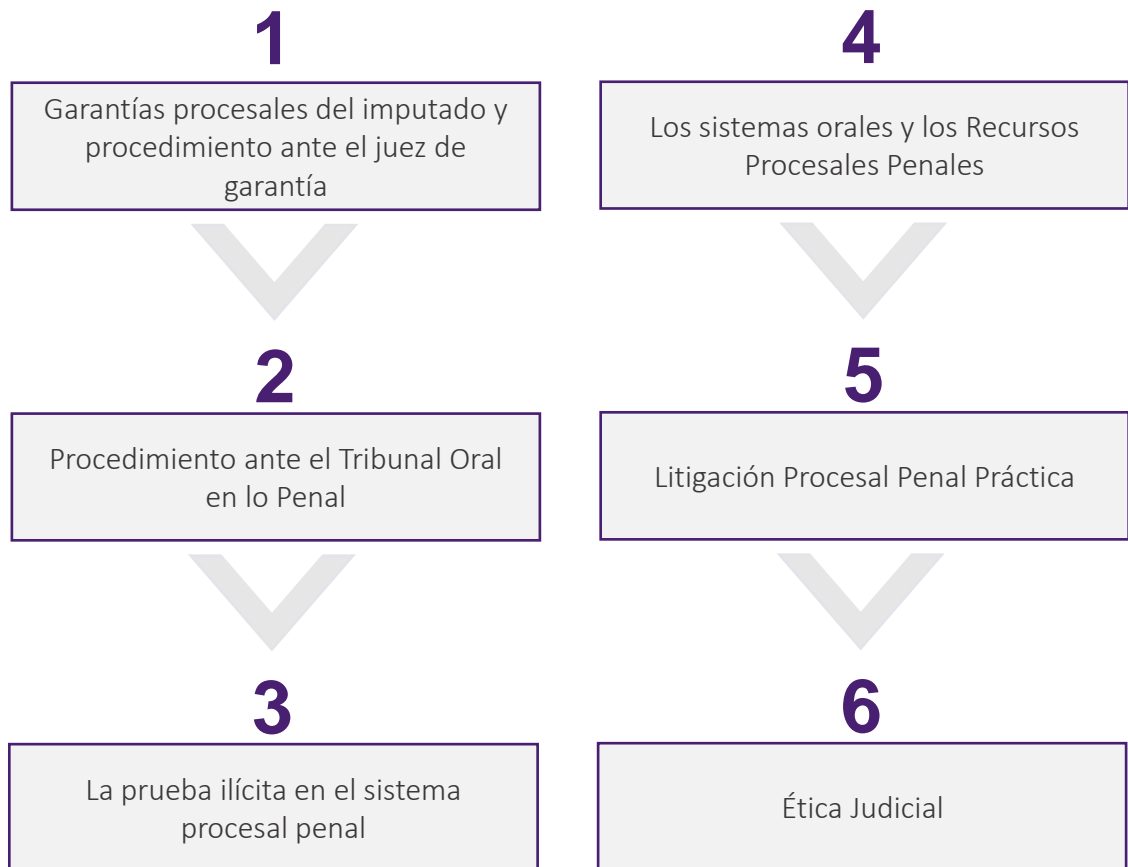 1
Garantías procesales del imputado y
procedimiento ante el juez de
garantía
2
Procedimiento ante el Tribunal Oral
en lo Penal
3
La prueba ilícita en el sistema
procesal penal
4
Los sistemas orales y los Recursos
Procesales Penales
5
Litigación Procesal Penal Práctica
6
Ética Judicial